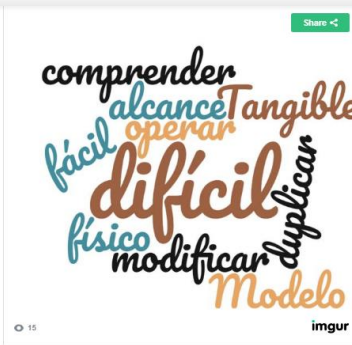 Share
comprender
alcance Tangible
operar
fácil
difícil
duplicar
físico
modificar
Modelo
15
imgur